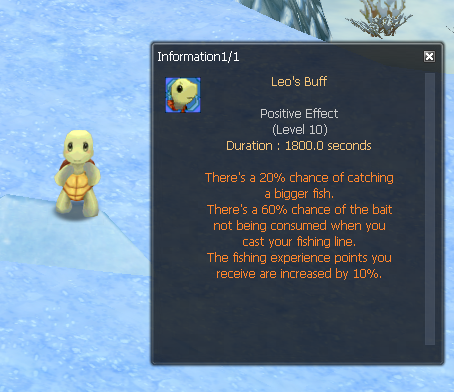 Information1/1
Leo's Buff
Positive Effect
(Level 10)
Duration : 1800.0 seconds
There's a 20% chance of catching
a bigger fish.
There's a 60% chance of the bait
not being consumed when you
cast your fishing line.
The fishing experience points you
receive are increased by 10%.